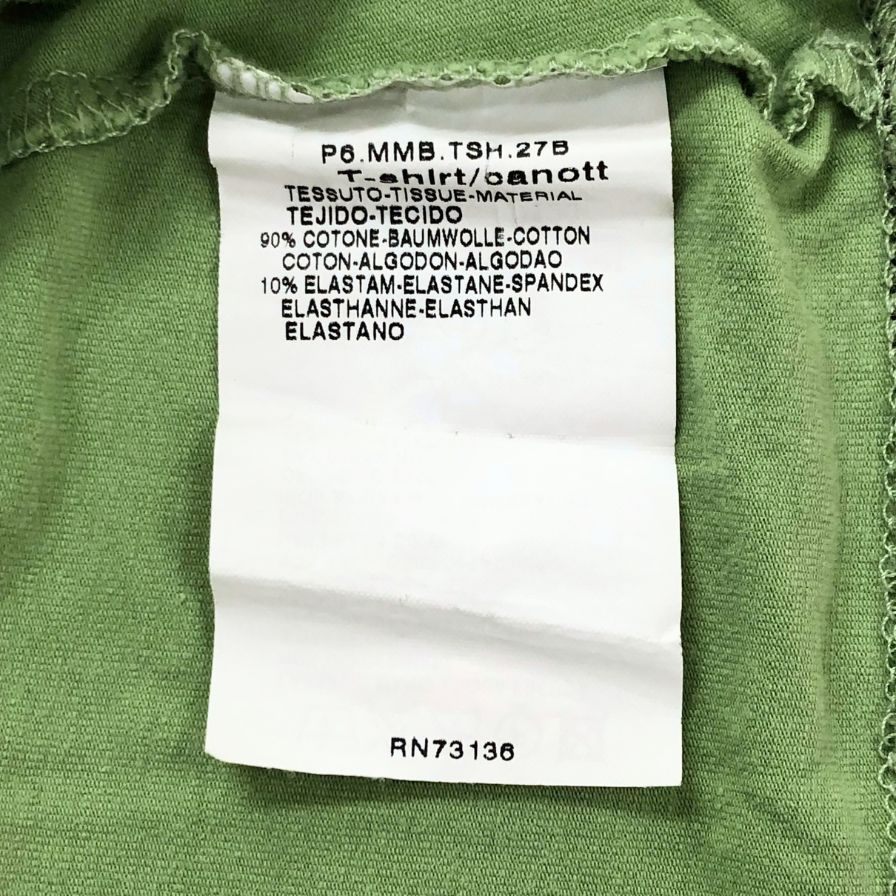 P6.MMB.TSH.27B
T-shirt/canott
TESSUTO-TISSUE-MATERIAL
TEJIDO-TECIDO
90% COTONE-BAUMWOLLE-COTTON
COTON-ALGODON-ALGODAO
10% ELASTAM-ELASTANE-SPANDEX
ELASTHANNE-ELASTHAN
ELASTANO
RN73136